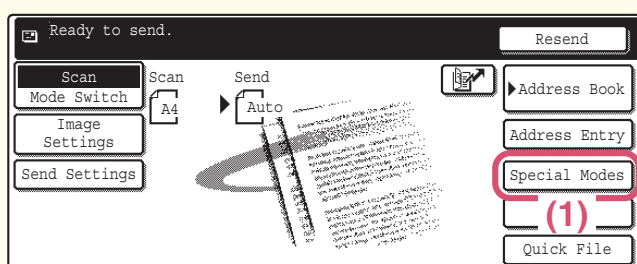 Ready to send.
Resend
Scan
Mode Switch
Scan
A4
Send
Auto
Address Book
Image
Settings
Address Entry
Send Settings
Special Modes
(1)
Quick File